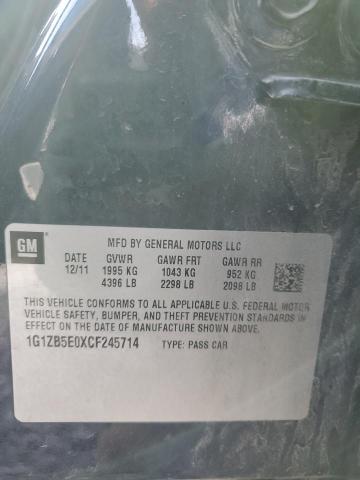 GM
MFD BY GENERAL MOTORS LLC
DATE GVWR GAWR FRT GAWR RR
12/11 1995 KG 1043 KG 952 KG
4396 LB 2298 LB 2098 LB
THIS VEHICLE CONFORMS TO ALL APPLICABLE U.S. FEDERAL MOTOR
VEHICLE SAFETY, BUMPER, AND THEFT PREVENTION STANDARDS IN
EFFECT ON THE DATE OF MANUFACTURE SHOWN ABOVE.
1G1ZB5E0XCF245714 TYPE: PASS CAR